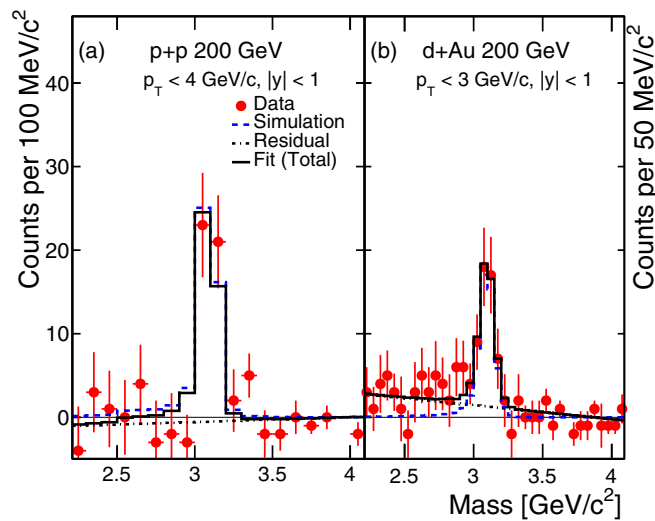 (a) p+p 200 GeV
p_T < 4 GeV/c, |y| < 1
Data
Simulation
Residual
Fit (Total)
(b) d+Au 200 GeV
p_T < 3 GeV/c, |y| < 1
Counts per 100 MeV/c²
Counts per 50 MeV/c²
40
30
20
10
0
2.5 3 3.5 4
2.5 3 3.5 4
Mass [GeV/c²]